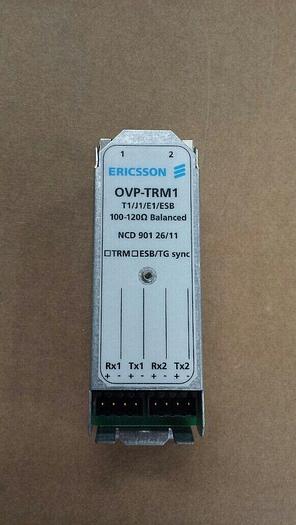 1 2
ERICSSON
OVP-TRM1
T1/J1/E1/ESB
100-120Ω Balanced
NCD 901 26/11
☐TRM☐ESB/TG sync
Rx1 Tx1 Rx2 Tx2
+ - + - + - + -